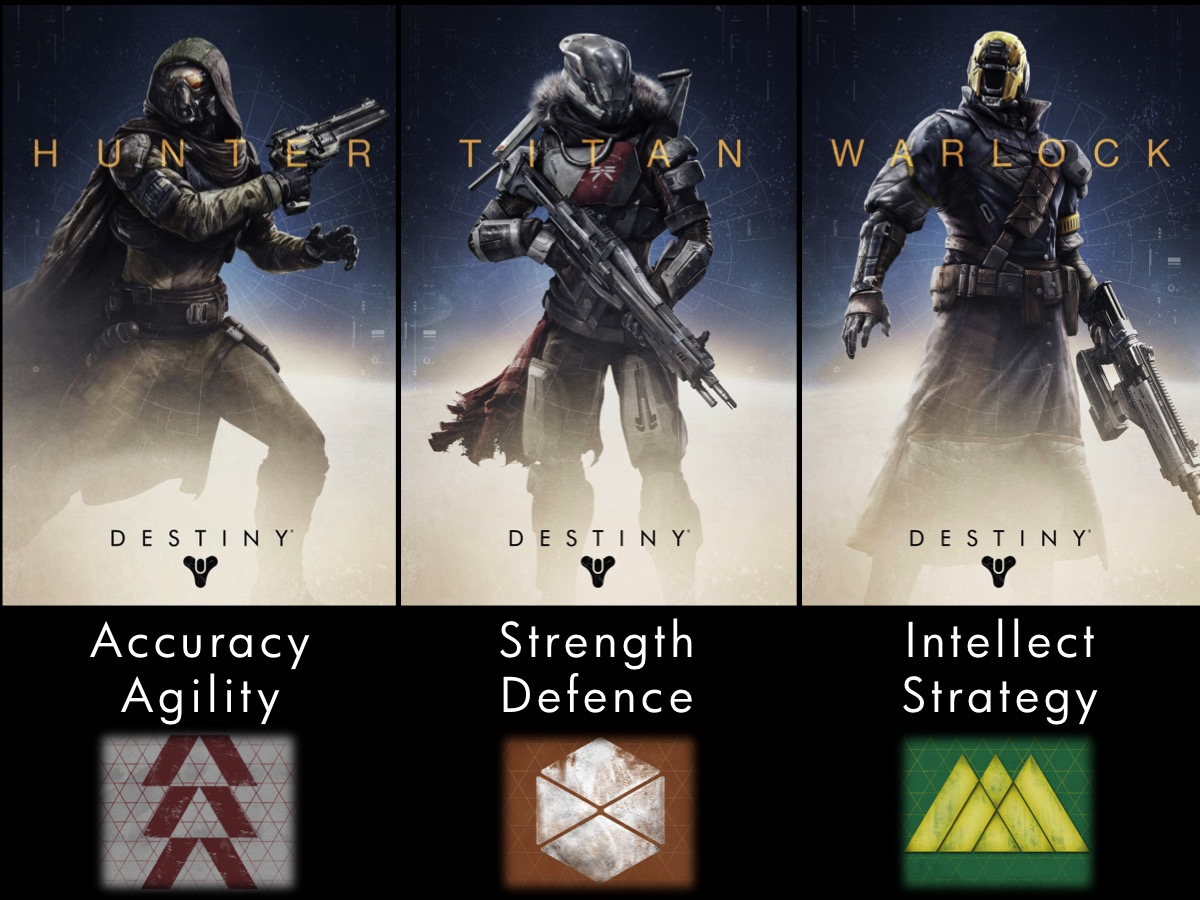 HUNTER
DESTINY
Accuracy
Agility
TITAN
DESTINY
Strength
Defence
WARLOCK
DESTINY
Intellect
Strategy